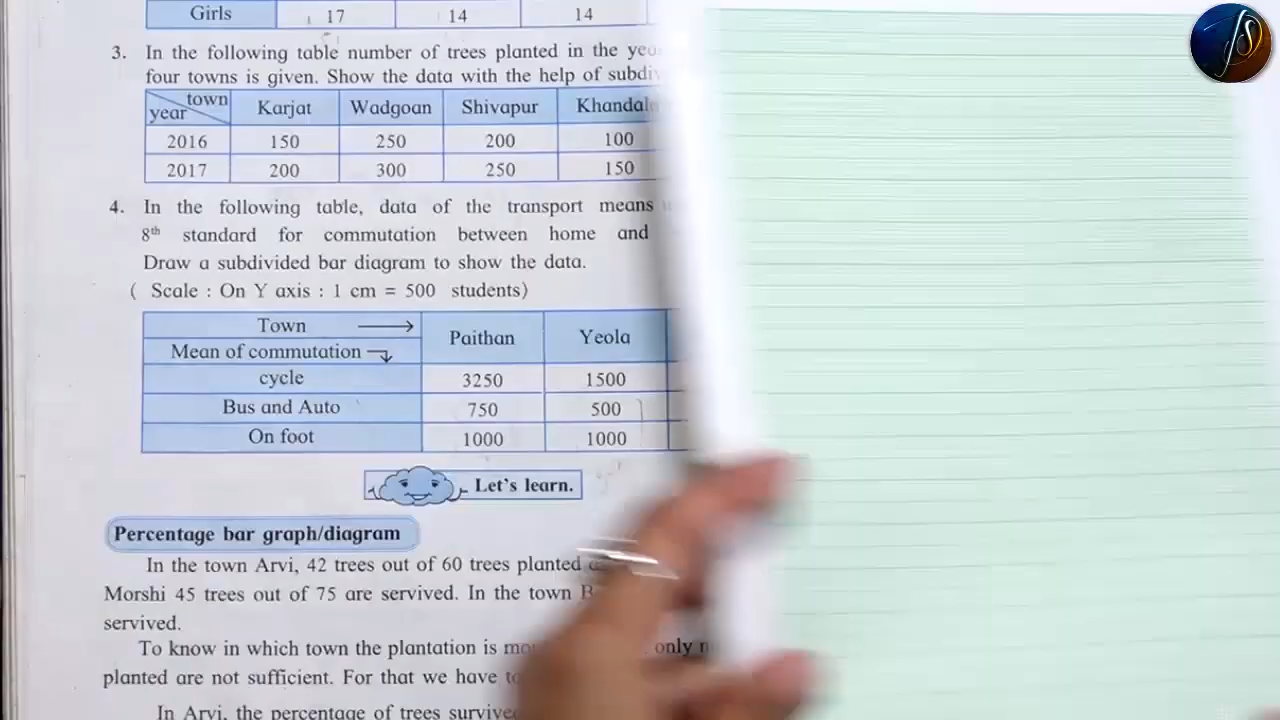 Girls 17 14 14
3. In the following table number of trees planted in the
four towns is given. Show the data with the help of
town Karjat Wadgoan Shivapur
year
2016 150 250 200 100
2017 200 300 250 150
4. In the following table, data of the transport means
8th standard for commutation between home and
Draw a subdivided bar diagram to show the data.
( Scale : On Y axis : 1 cm = 500 students)
Town Paithan Yeola
Mean of commutation
cycle 3250 1500
Bus and Auto 750 500
On foot 1000 1000
Let's learn.
Percentage bar graph/diagram
In the town Arvi, 42 trees out of 60 trees planted
Morshi 45 trees out of 75 are servived. In the town
servived.
To know in which town the plantation is only
planted are not sufficient. For that we have
In Arvi, the percentage of trees